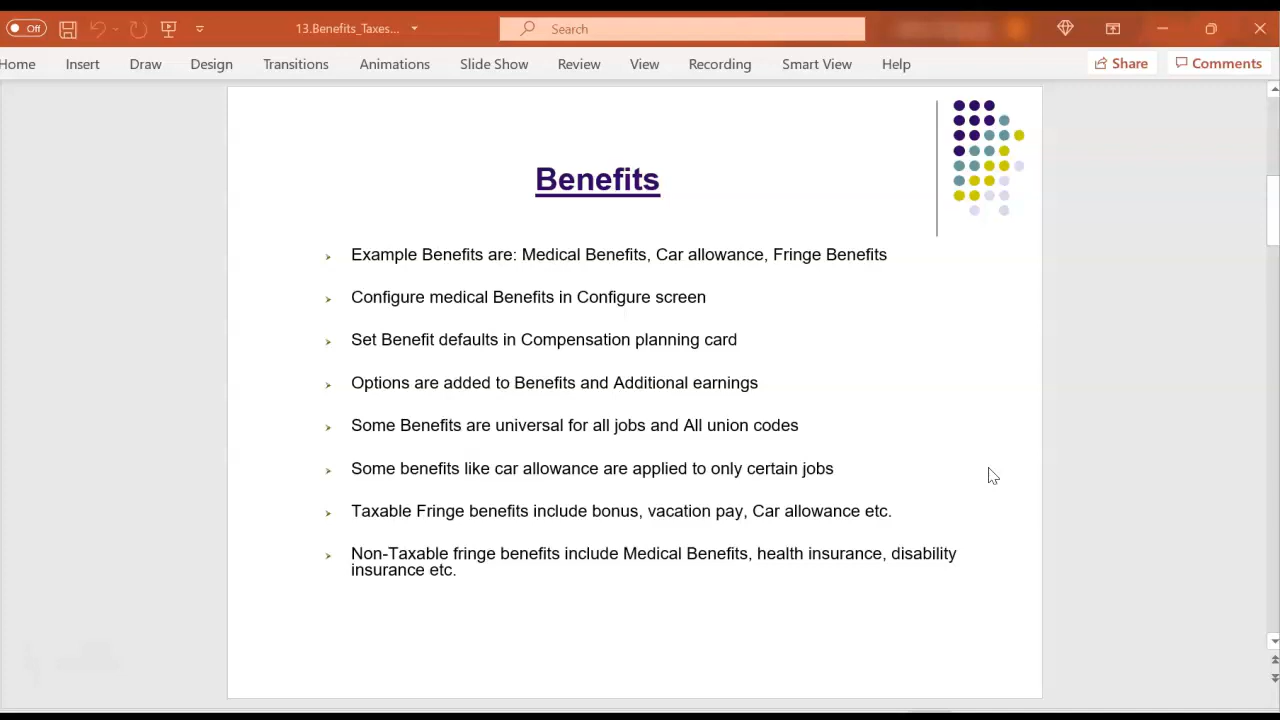 Off
13.Benefits_Taxes...
Search
Home Insert Draw Design Transitions Animations Slide Show Review View Recording Smart View Help Share Comments
Benefits
Example Benefits are: Medical Benefits, Car allowance, Fringe Benefits
Configure medical Benefits in Configure screen
Set Benefit defaults in Compensation planning card
Options are added to Benefits and Additional earnings
Some Benefits are universal for all jobs and All union codes
Some benefits like car allowance are applied to only certain jobs
Taxable Fringe benefits include bonus, vacation pay, Car allowance etc.
Non-Taxable fringe benefits include Medical Benefits, health insurance, disability
insurance etc.